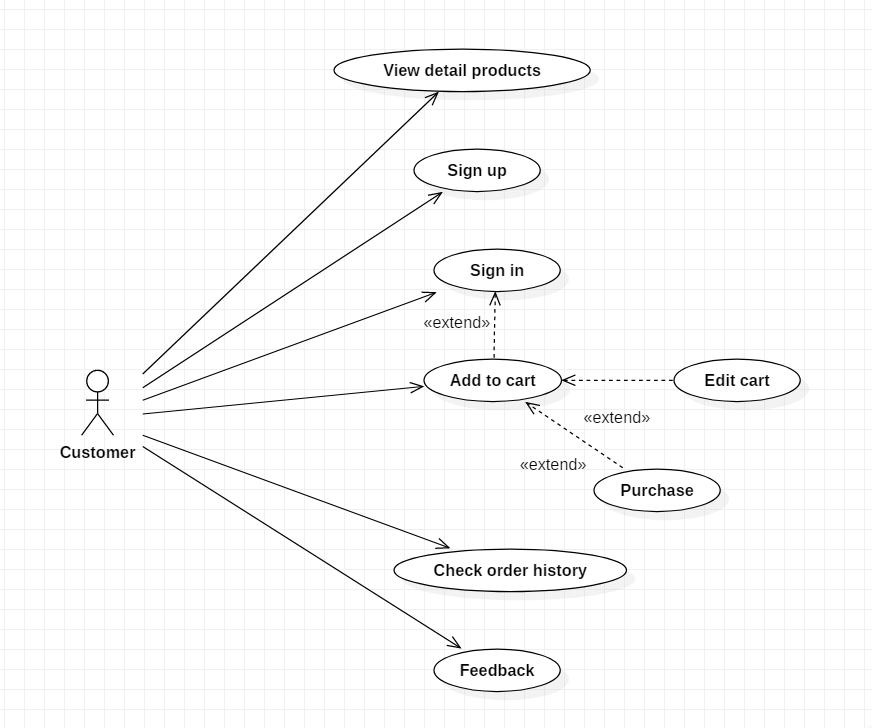 View detail products
Sign up
Sign in
«extend»
Add to cart
Edit cart
«extend»
Customer
«extend»
Purchase
Check order history
Feedback